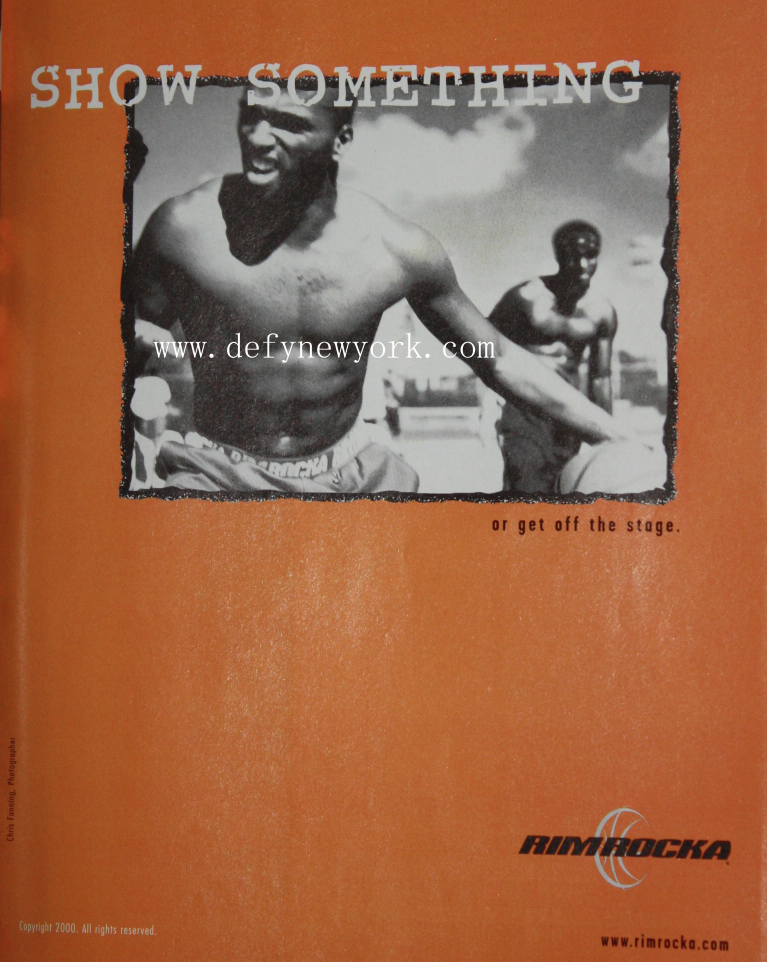 SHOW SOMETHING
www.defynewyork.com
ROCKA
or get off the stage.
Chris Fanning, Photographer
RIMROCKA
Copyright 2000. All rights reserved.
www.rimrocka.com